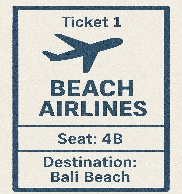 Ticket 1
BEACH
AIRLINES
Seat: 4B
Destination:
Bali Beach